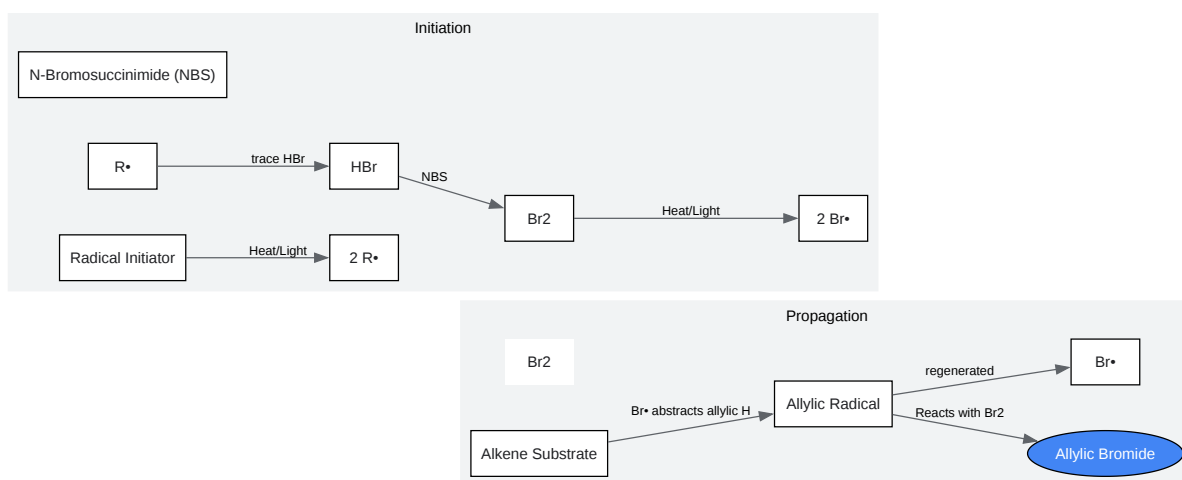 Initiation
N-Bromosuccinimide (NBS)
R•
trace HBr
HBr
NBS
Br2
Heat/Light
2 Br•
Radical Initiator
Heat/Light
2 R•
Propagation
Br2
Br•
regenerated
Allylic Radical
Br• abstracts allylic H
Reacts with Br2
Alkene Substrate
Allylic Bromide